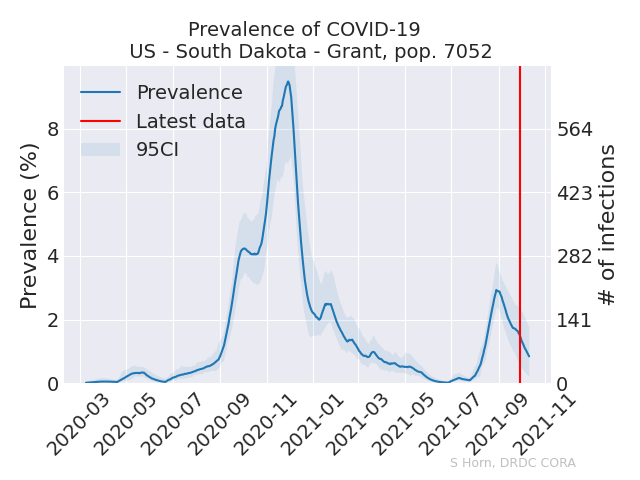 Prevalence of COVID-19
US - South Dakota - Grant, pop. 7052
Prevalence
Latest data
95CI
Prevalence (%)
8
6
4
2
0
564
423
282
141
0
# of infections
2020-03
2020-05
2020-07
2020-09
2020-11
2021-01
2021-03
2021-05
2021-07
2021-09
2021-11
S Horn, DRDC CORA